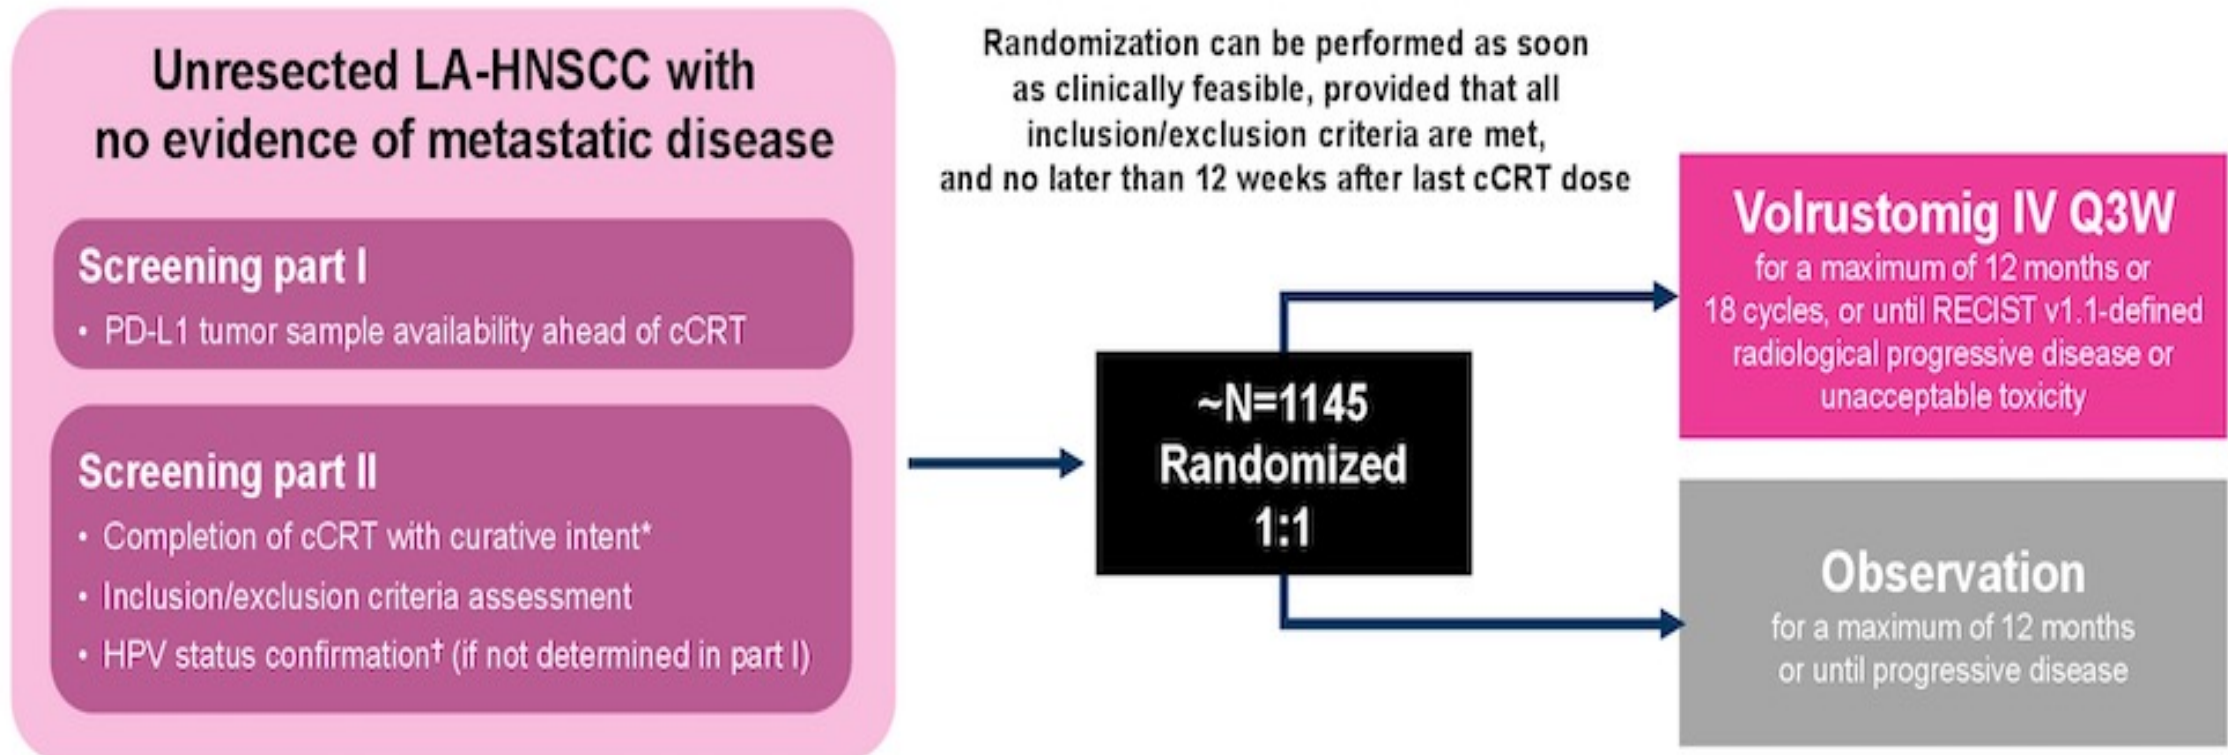 Unresected LA-HNSCC with
no evidence of metastatic disease
Screening part I
• PD-L1 tumor sample availability ahead of cCRT
Screening part II
• Completion of cCRT with curative intent*
• Inclusion/exclusion criteria assessment
• HPV status confirmation† (if not determined in part I)
Randomization can be performed as soon
as clinically feasible, provided that all
inclusion/exclusion criteria are met,
and no later than 12 weeks after last cCRT dose
~N=1145
Randomized
1:1
Volrustomig IV Q3W
for a maximum of 12 months or
18 cycles, or until RECIST v1.1-defined
radiological progressive disease or
unacceptable toxicity
Observation
for a maximum of 12 months
or until progressive disease